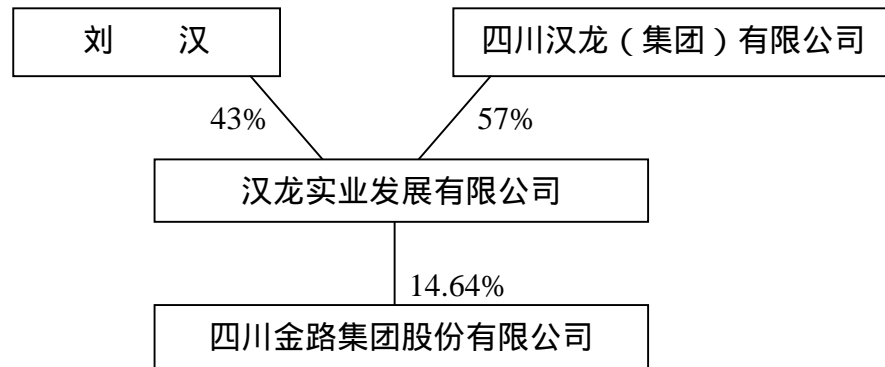 刘 汉
四川汉龙（集团）有限公司
43%
57%
汉龙实业发展有限公司
14.64%
四川金路集团股份有限公司